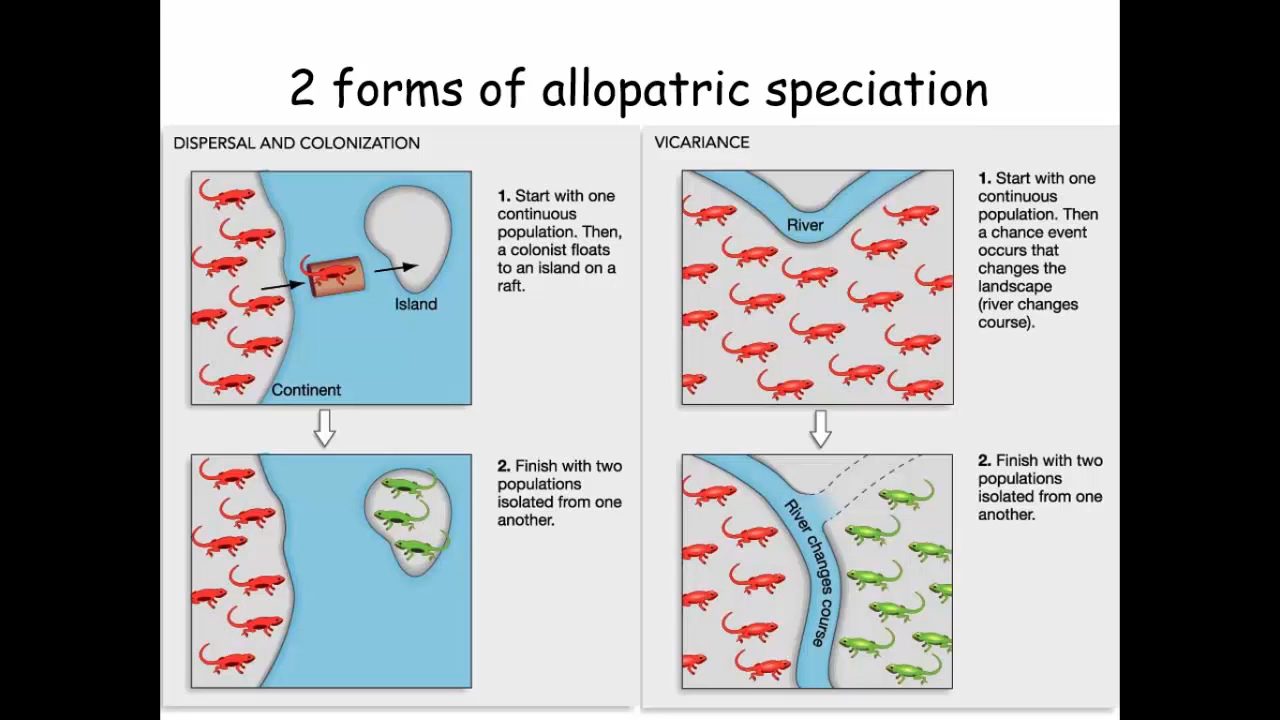 2 forms of allopatric speciation
DISPERSAL AND COLONIZATION
1. Start with one
continuous
population. Then,
a colonist floats
to an island on a
raft.
Island
Continent
2. Finish with two
populations
isolated from one
another.
VICARIANCE
River
1. Start with one
continuous
population. Then
a chance event
occurs that
changes the
landscape
(river changes
course).
River changes course
2. Finish with two
populations
isolated from one
another.